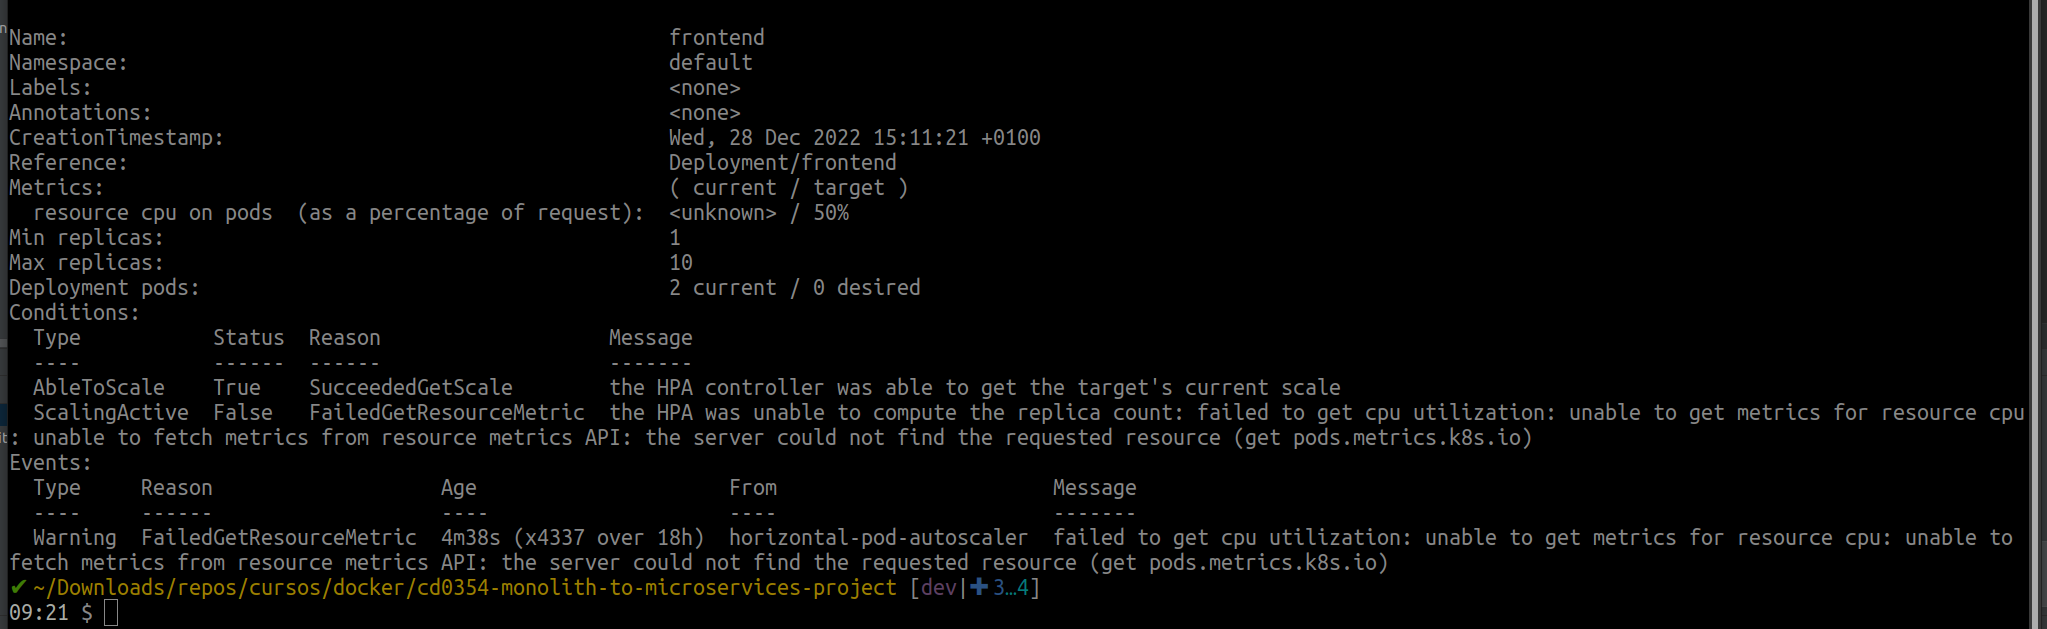 Name:                                                  frontend
Namespace:                                             default
Labels:                                                <none>
Annotations:                                           <none>
CreationTimestamp:                                     Wed, 28 Dec 2022 15:11:21 +0100
Reference:                                             Deployment/frontend
Metrics:                                               ( current / target )
  resource cpu on pods  (as a percentage of request):  <unknown> / 50%
Min replicas:                                          1
Max replicas:                                          10
Deployment pods:                                       2 current / 0 desired
Conditions:
  Type           Status  Reason                   Message
  ----           ------  ------                   -------
  AbleToScale    True    SucceededGetScale        the HPA controller was able to get the target's current scale
  ScalingActive  False   FailedGetResourceMetric  the HPA was unable to compute the replica count: failed to get cpu utilization: unable to get metrics for resource cpu
: unable to fetch metrics from resource metrics API: the server could not find the requested resource (get pods.metrics.k8s.io)
Events:
  Type     Reason                   Age                     From                       Message
  ----     ------                   ----                    ----                       -------
  Warning  FailedGetResourceMetric  4m38s (x4337 over 18h)  horizontal-pod-autoscaler  failed to get cpu utilization: unable to get metrics for resource cpu: unable to
fetch metrics from resource metrics API: the server could not find the requested resource (get pods.metrics.k8s.io)
✔ ~/Downloads/repos/cursos/docker/cd0354-monolith-to-microservices-project [dev|✚ 3…4]
09:21 $